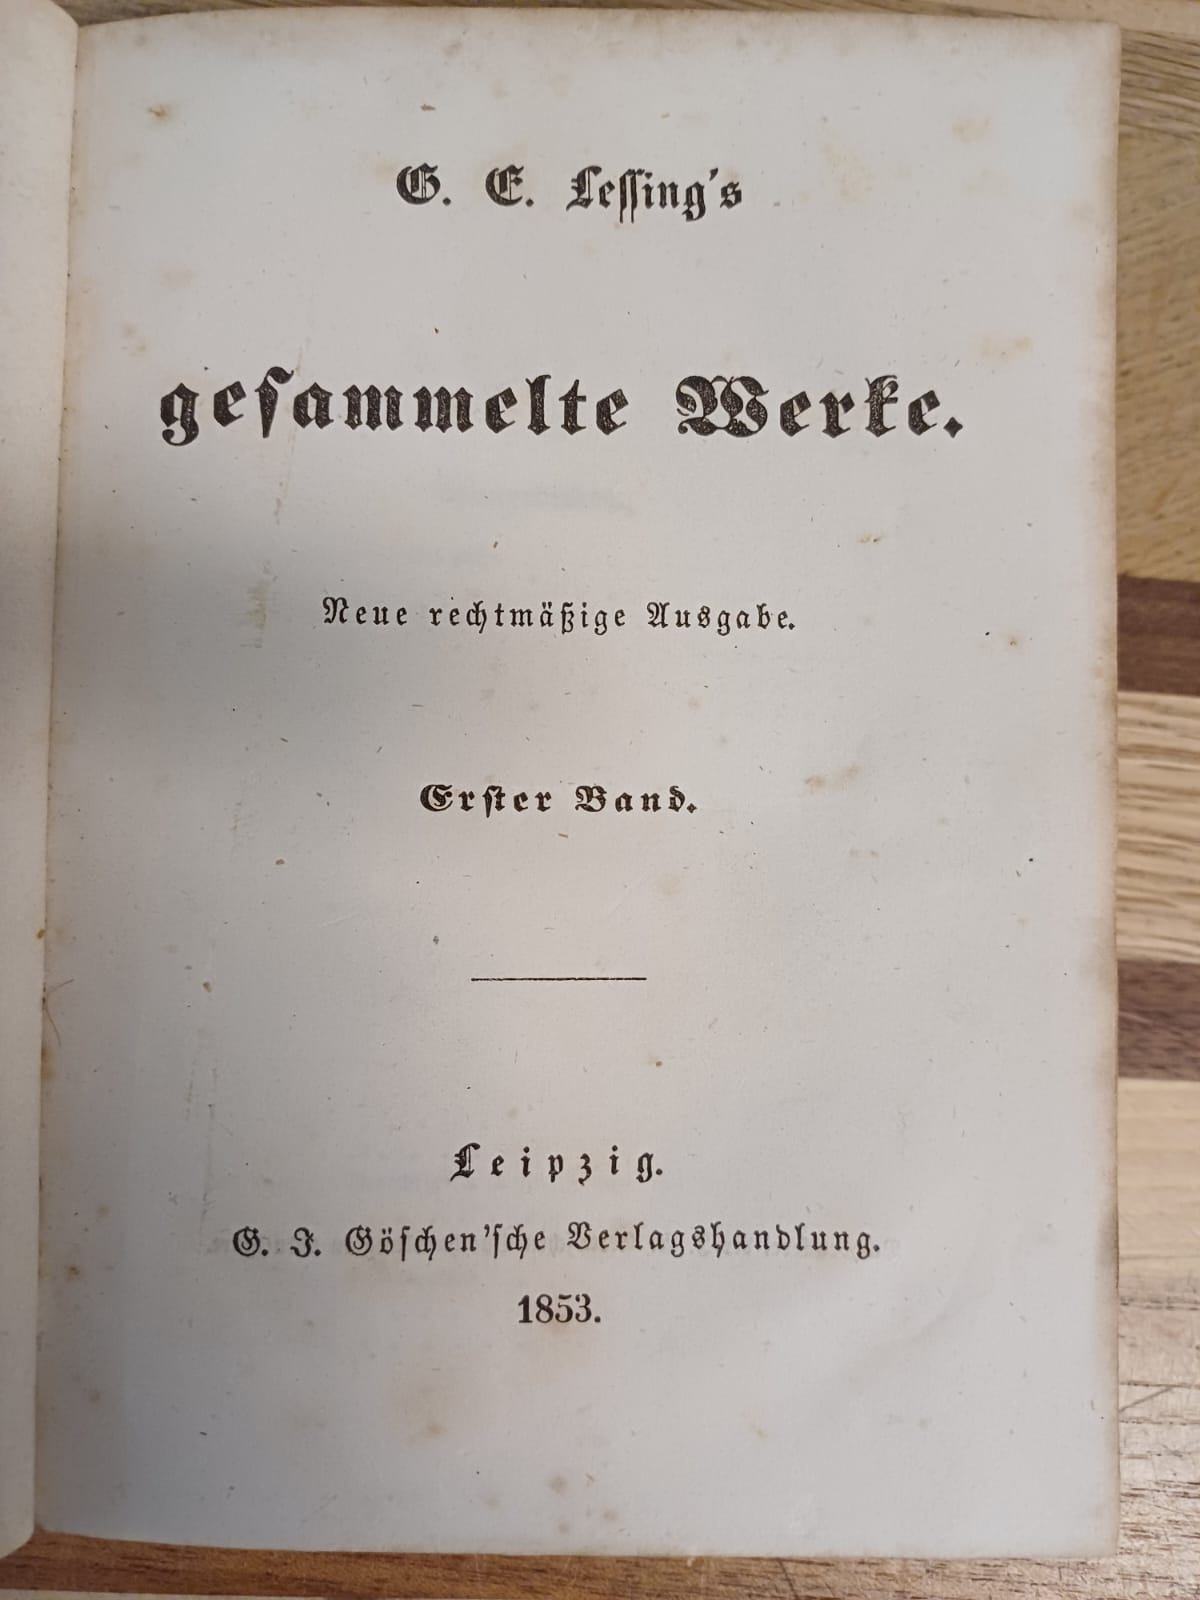 G. E. Lessing's
gesammelte Werke.
Neue rechtmäßige Ausgabe.
Erster Band.
Leipzig.
G. J. Göschen'sche Verlagshandlung.
1853.